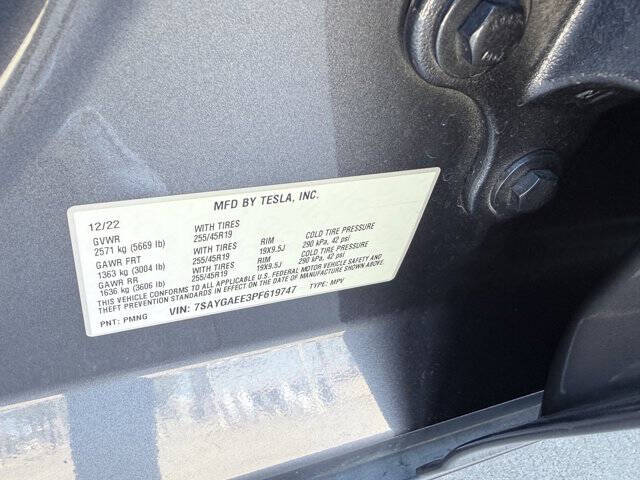 MFD BY TESLA, INC.
12/22
GVWR WITH TIRES COLD TIRE PRESSURE
2571 kg (5669 lb) 255/45R19 RIM 290 kPa, 42 psi
GAWR FRT WITH TIRES 19X9.5J COLD TIRE PRESSURE
1363 kg (3004 lb) 255/45R19 RIM 290 kPa, 42 psi
GAWR RR WITH TIRES 19X9.5J
1636 kg (3606 lb) 255/45R19
THIS VEHICLE CONFORMS TO ALL APPLICABLE U.S. FEDERAL MOTOR VEHICLE SAFETY AND
THEFT PREVENTION STANDARDS IN EFFECT ON THE DATE OF MANUFACTURE SHOWN ABOVE.
PNT: PMNG VIN: 7SAYGAEE3PF619747 TYPE: MPV